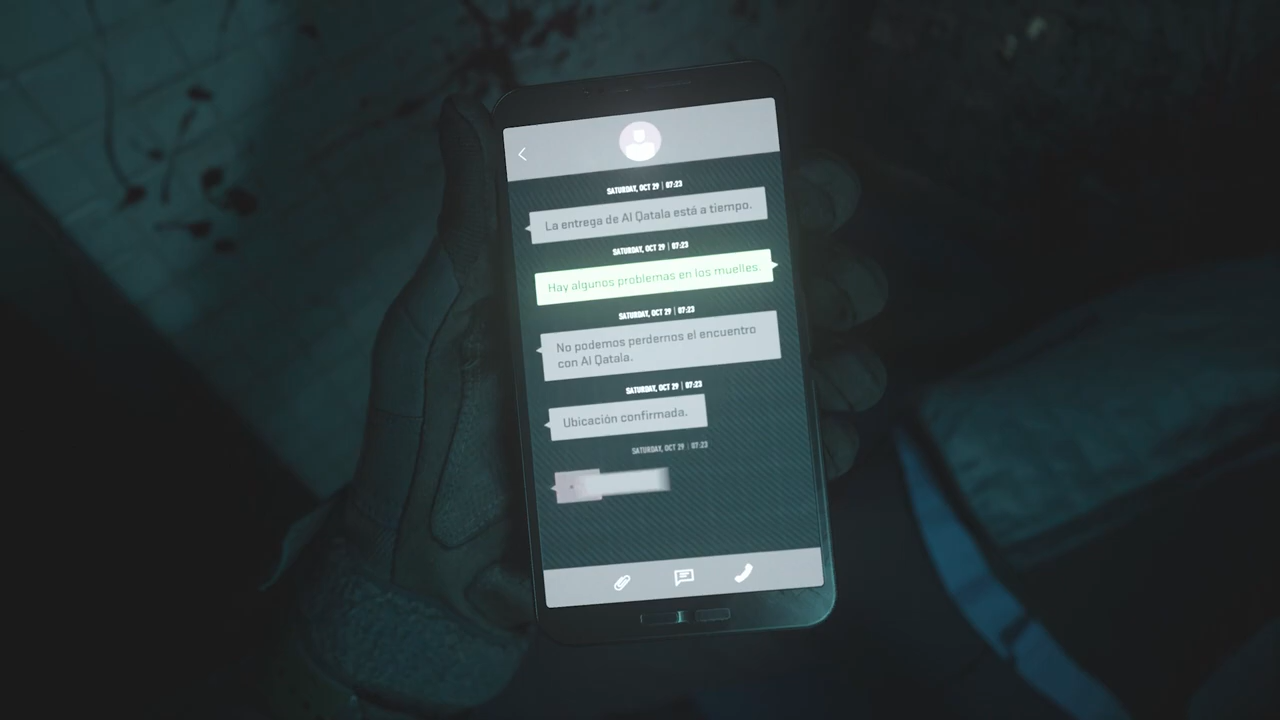 SATURDAY, OCT 29 | 07:23
La entrega de Al Qatala está a tiempo.
SATURDAY, OCT 29 | 07:23
Hay algunos problemas en los muelles.
SATURDAY, OCT 29 | 07:23
No podemos perdernos el encuentro
con Al Qatala.
SATURDAY, OCT 29 | 07:23
Ubicación confirmada.
SATURDAY, OCT 29 | 07:23